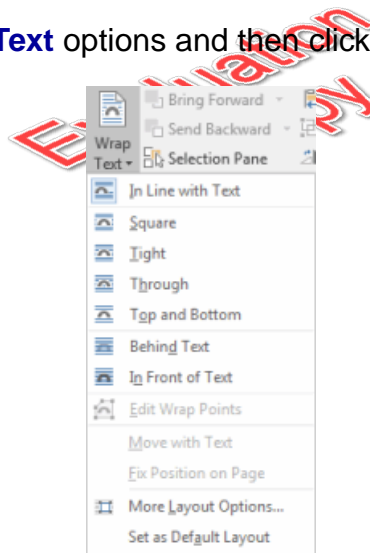 Text options and then click
Bring Forward
Send Backward
Wrap
Text
Selection Pane
In Line with Text
Square
Tight
Through
Top and Bottom
Behind Text
In Front of Text
Edit Wrap Points
Move with Text
Fix Position on Page
More Layout Options...
Set as Default Layout